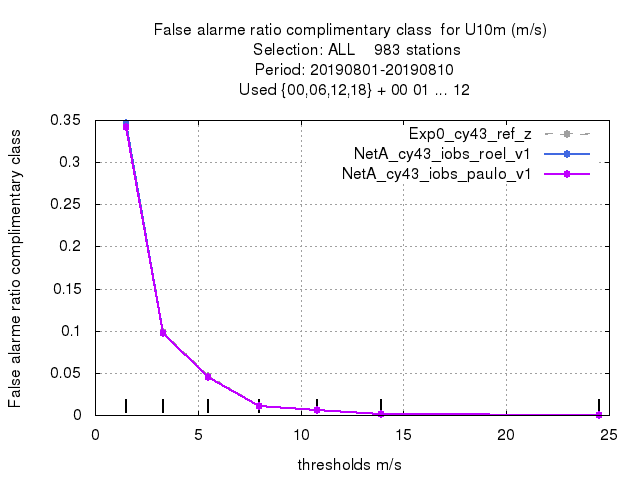 False alarme ratio complimentary class  for U10m (m/s)
Selection: ALL    983 stations
Period: 20190801-20190810
Used {00,06,12,18} + 00 01 ... 12
Exp0_cy43_ref_z
NetA_cy43_iobs_roel_v1
NetA_cy43_iobs_paulo_v1
False alarme ratio complimentary class
0.35
0.3
0.25
0.2
0.15
0.1
0.05
0
0 5 10 15 20 25
thresholds m/s